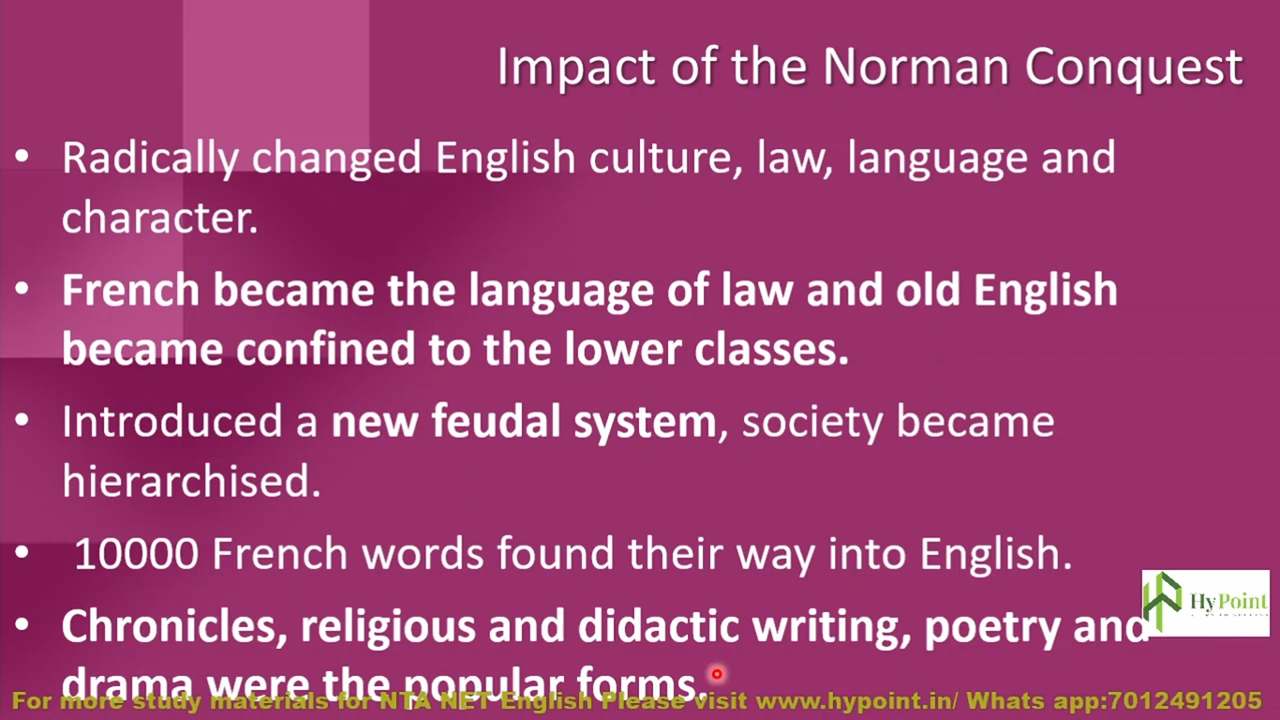 Impact of the Norman Conquest
• Radically changed English culture, law, language and
character.
• French became the language of law and old English
became confined to the lower classes.
• Introduced a new feudal system, society became
hierarchised.
• 10000 French words found their way into English.
HyPoint
• Chronicles, religious and didactic writing, poetry and
drama were the popular forms.
For more study materials for NTA NET English Please visit www.hypoint.in/ Whats app:7012491205